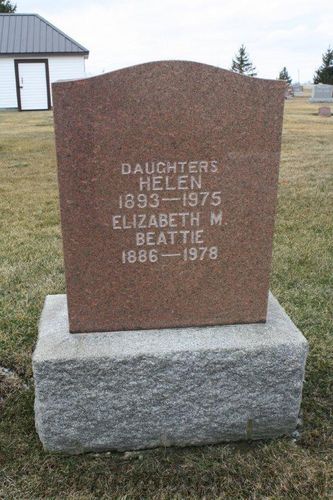 DAUGHTERS
HELEN
1893—1975
ELIZABETH M.
BEATTIE
1886—1978